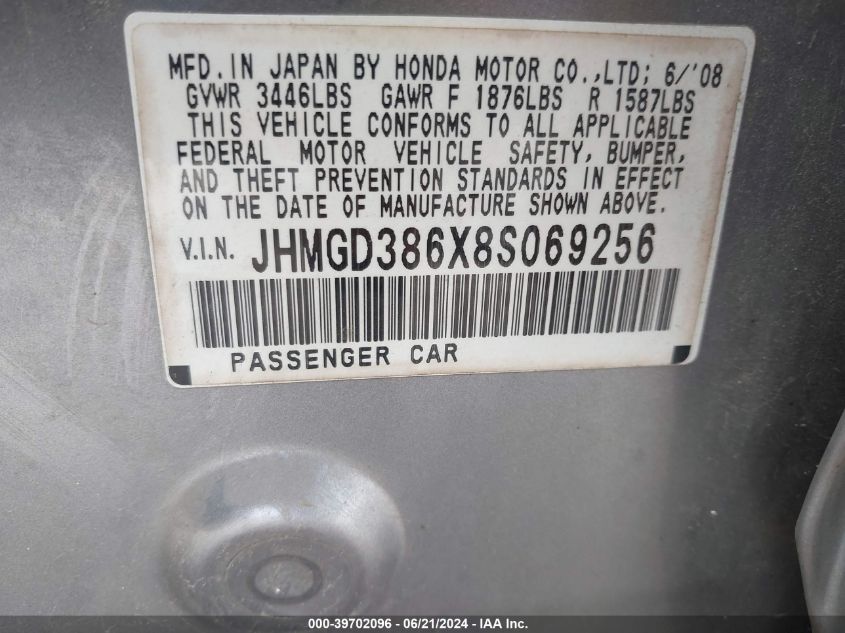 MFD. IN JAPAN BY HONDA MOTOR CO., LTD; 6/'08
GVWR 3446LBS GAWR F 1876LBS R 1587LBS
THIS VEHICLE CONFORMS TO ALL APPLICABLE
FEDERAL MOTOR VEHICLE SAFETY, BUMPER,
AND THEFT PREVENTION STANDARDS IN EFFECT
ON THE DATE OF MANUFACTURE SHOWN ABOVE.
V.I.N. JHMGD386X8S069256
PASSENGER CAR
000-39702096 - 06/21/2024 - IAA Inc.